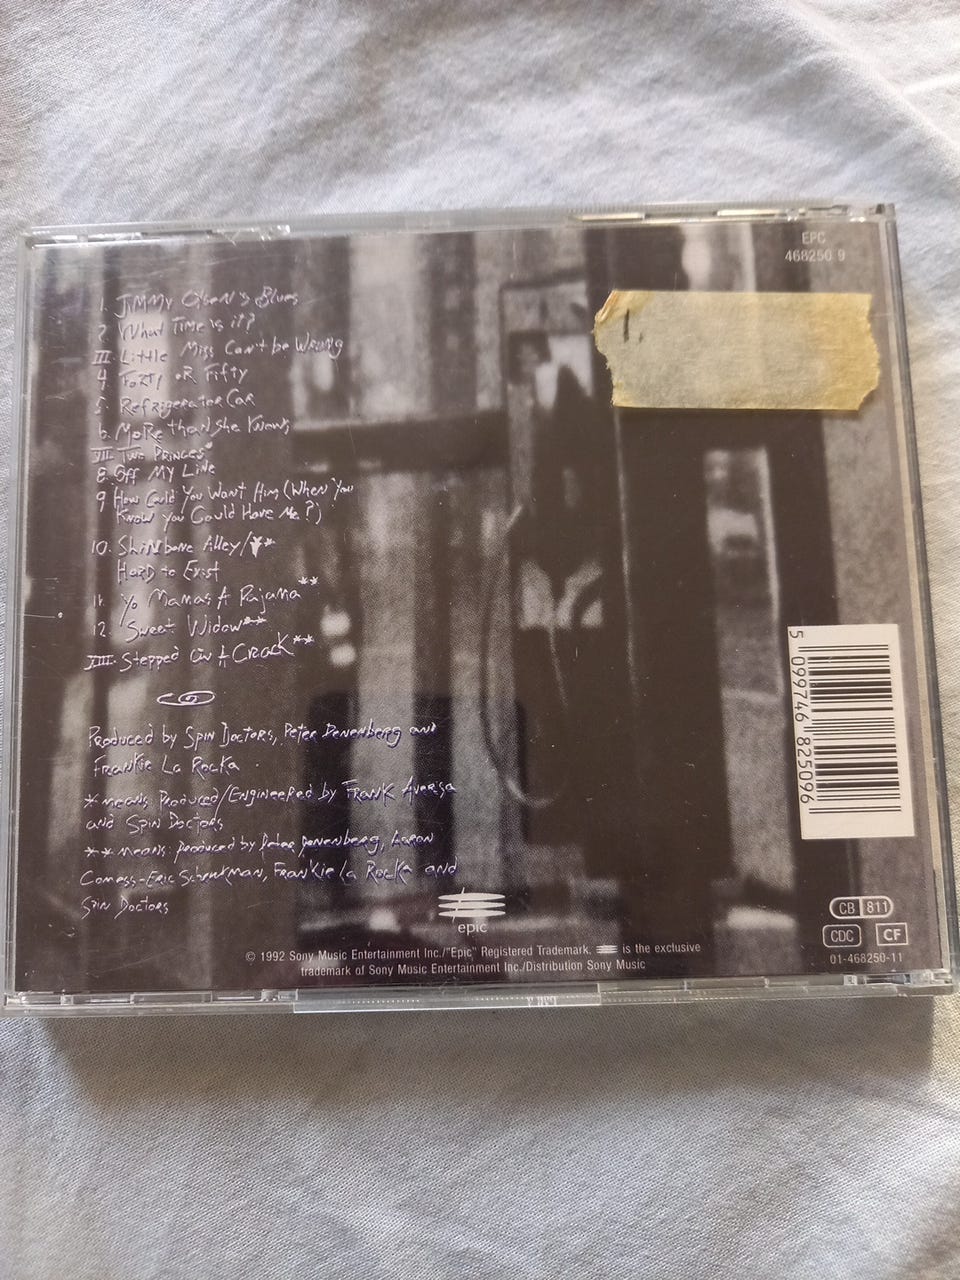 EPC
468250 9
1. Jimmy Olsen's Blues
2. What Time is it?
III. Little Miss Can't be Wrong
4. Forty or Fifty
5. Refrigerator Car
6. More than She Knows
VII. Two Princes*
8. Off My Line
9 How Could You Want Him (When You
Know You Could Have Me?)
10. Shinbone Alley/**
Hard to Exist
11. Yo Mamas A Pajama**
12. Sweet Widow**
XIII. Stepped On A Crack**
Produced by Spin Doctors, Peter Denenberg and
Frankie La Rocka
* means Produced/Engineered by Frank Aversa
and Spin Doctors
** means produced by Peter Denenberg, Aaron
Comess-Eric Schenkman, Frankie La Rocka and
Spin Doctors
epic
5 099746 825096
CB 811
CDC CF
01-468250-11
© 1992 Sony Music Entertainment Inc./"Epic" Registered Trademark. is the exclusive
trademark of Sony Music Entertainment Inc./Distribution Sony Music